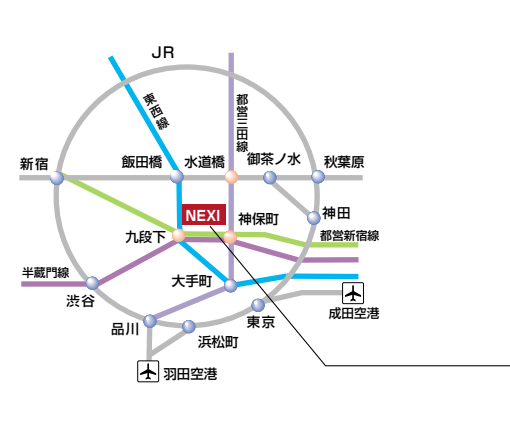 JR
東西線
都営三田線
新宿
飯田橋
水道橋
御茶ノ水
秋葉原
NEXI
神保町
神田
九段下
都営新宿線
半蔵門線
大手町
渋谷
品川
浜松町
東京
成田空港
羽田空港